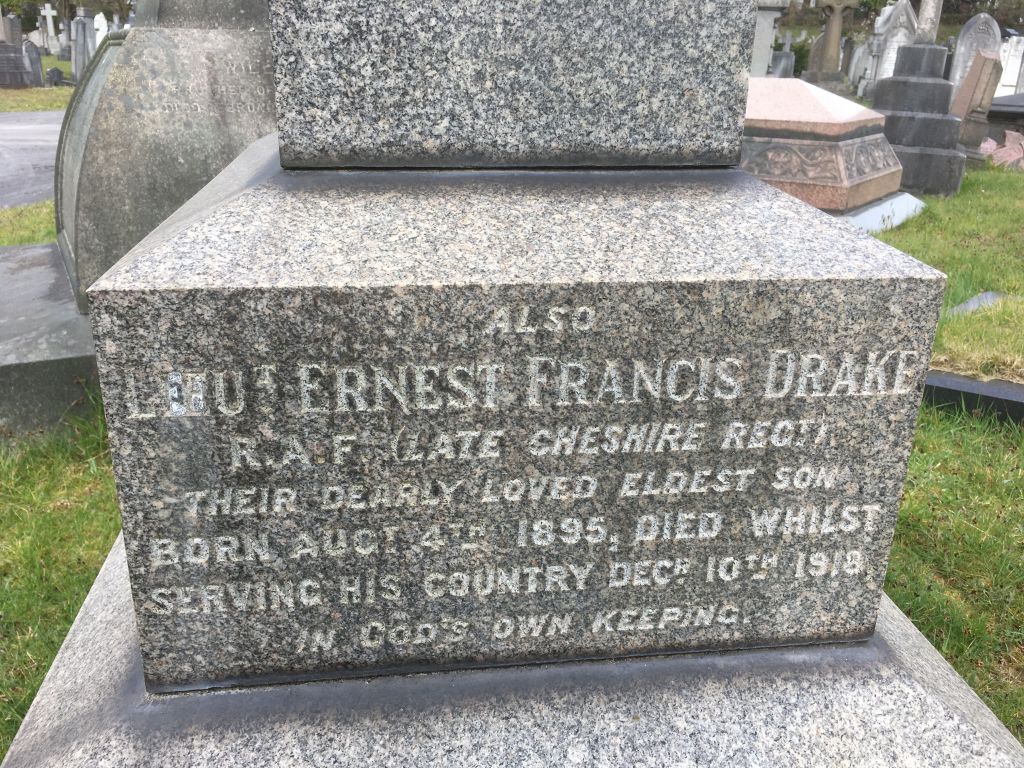 ALSO
LIEUT ERNEST FRANCIS DRAKE
R.A.F. (LATE CHESHIRE REGT).
THEIR DEARLY LOVED ELDEST SON
BORN AUGT 4TH 1895, DIED WHILST
SERVING HIS COUNTRY DECR 10TH 1918.
IN GOD'S OWN KEEPING.